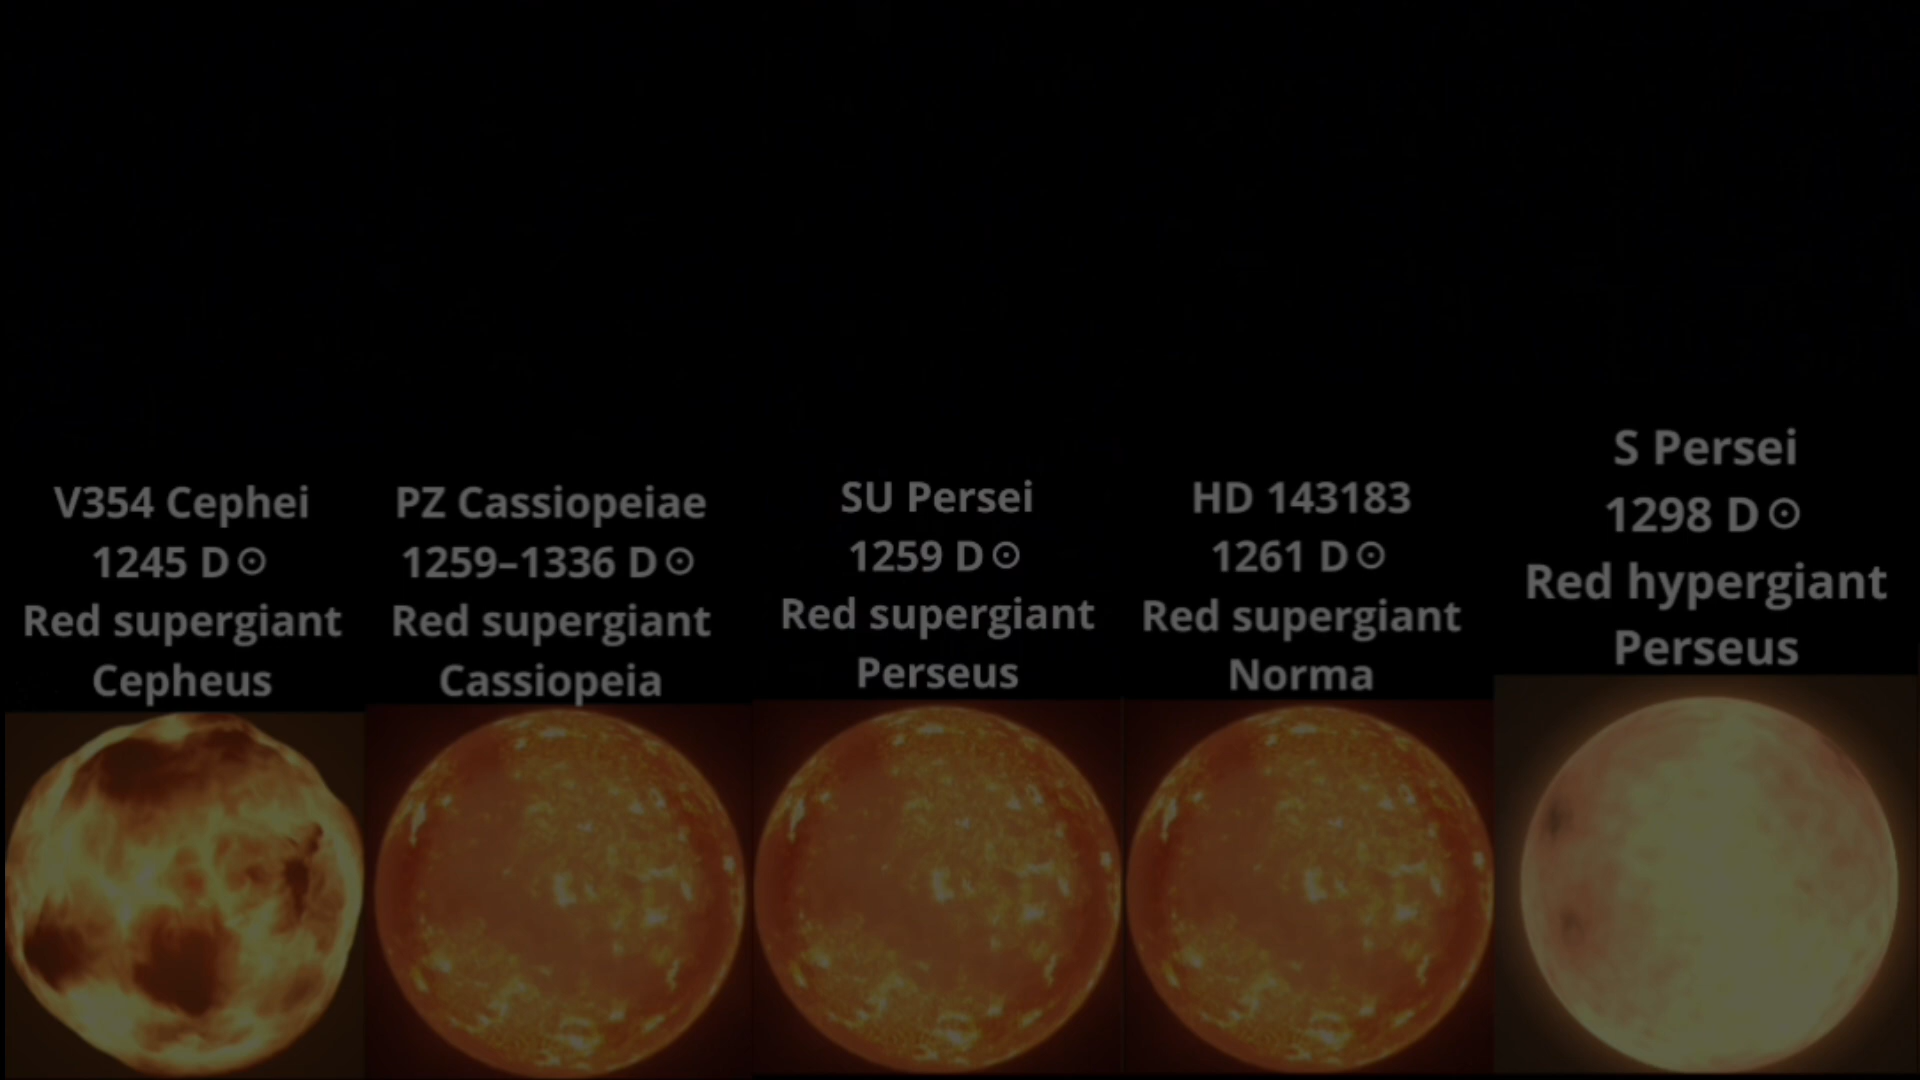 V354 Cephei
1245 D☉
Red supergiant
Cepheus
PZ Cassiopeiae
1259–1336 D☉
Red supergiant
Cassiopeia
SU Persei
1259 D☉
Red supergiant
Perseus
HD 143183
1261 D☉
Red supergiant
Norma
S Persei
1298 D☉
Red hypergiant
Perseus